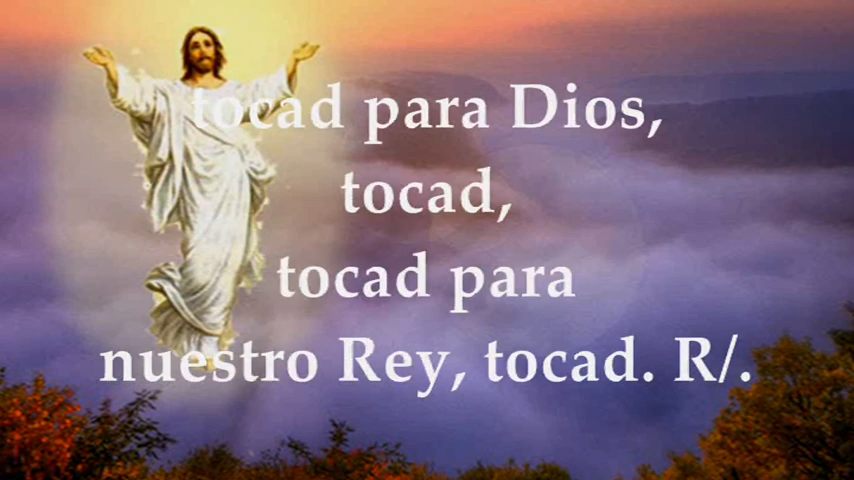 tocad para Dios,
tocad,
tocad para
nuestro Rey, tocad. R/.